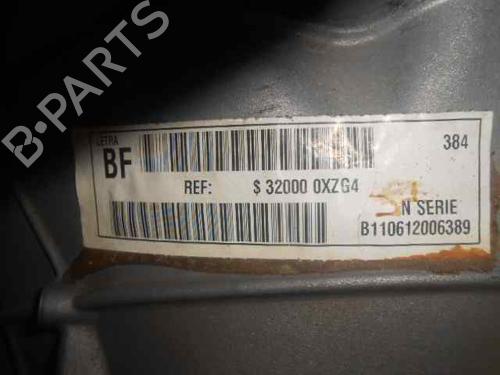 B-PARTS
LETRA
BF
384
REF: $ 32000 0XZG4
N SERIE
B110612006389